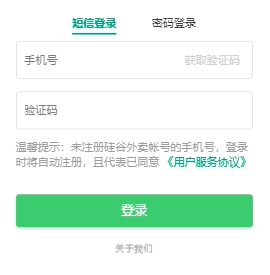 短信登录 密码登录
手机号 获取验证码
验证码
温馨提示：未注册硅谷外卖帐号的手机号，登录
时将自动注册，且代表已同意《用户服务协议》
登录
关于我们